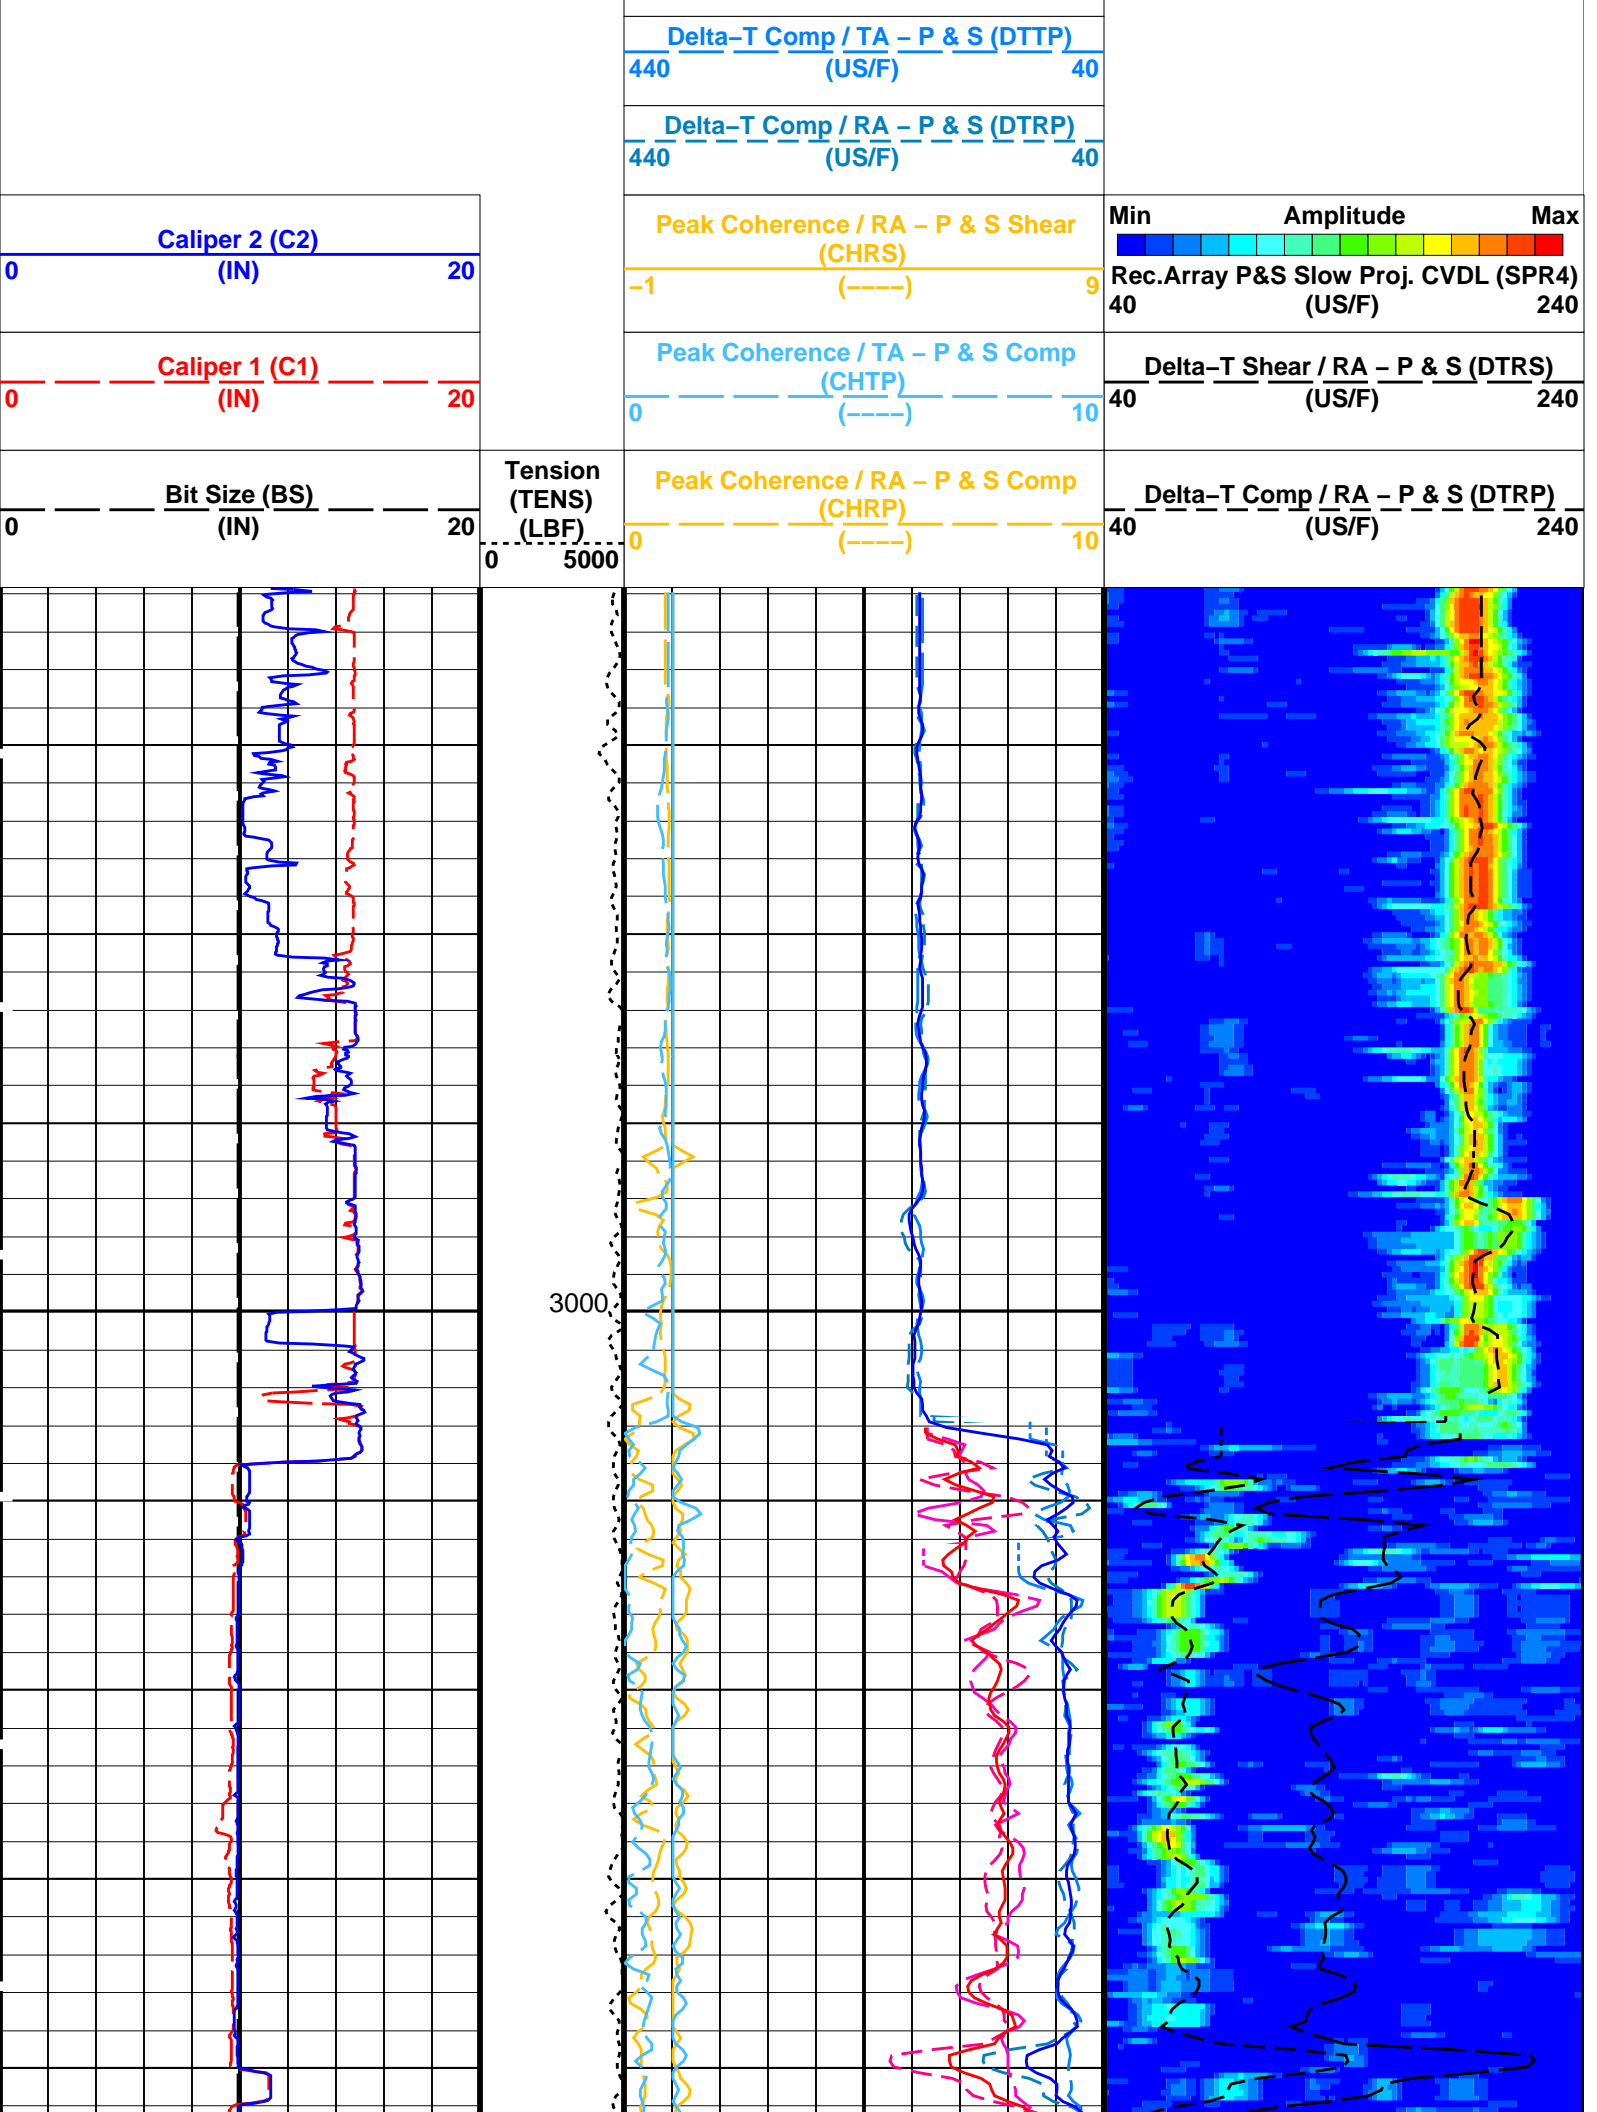 Delta–T Comp / TA – P & S (DTTP)
440 (US/F) 40
Delta–T Comp / RA – P & S (DTRP)
440 (US/F) 40
Caliper 2 (C2)
0 (IN) 20
Peak Coherence / RA – P & S Shear
(CHRS)
–1 (––––) 9
Min Amplitude Max
Rec.Array P&S Slow Proj. CVDL (SPR4)
40 (US/F) 240
Caliper 1 (C1)
0 (IN) 20
Peak Coherence / TA – P & S Comp
(CHTP)
0 (––––) 10
Delta–T Shear / RA – P & S (DTRS)
40 (US/F) 240
Bit Size (BS)
0 (IN) 20
Tension
(TENS)
(LBF)
0 5000
Peak Coherence / RA – P & S Comp
(CHRP)
0 (––––) 10
Delta–T Comp / RA – P & S (DTRP)
40 (US/F) 240
3000